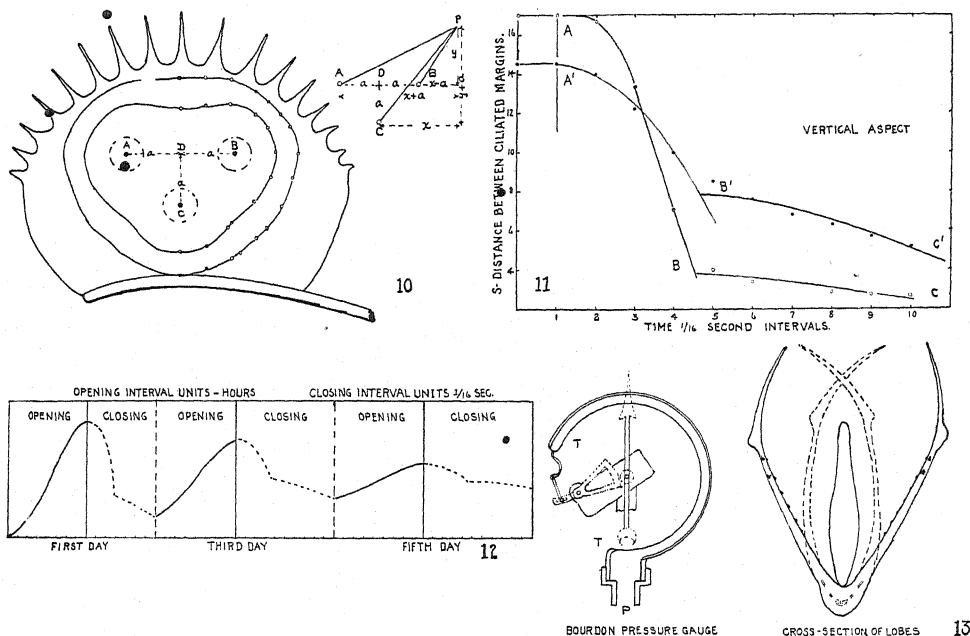 A
a
D
a
B
a
C
10
P
y
A
D
B
a
a
x-a
x+a
a
C
x
S-DISTANCE BETWEEN CILIATED MARGINS.
16
14
12
10
8
6
4
A
A'
VERTICAL ASPECT
B'
C'
B
C
11
1 2 3 4 5 6 7 8 9 10
TIME 1/16 SECOND INTERVALS.
OPENING INTERVAL UNITS - HOURS
CLOSING INTERVAL UNITS 1/16 SEC.
OPENING CLOSING OPENING CLOSING OPENING CLOSING
FIRST DAY THIRD DAY FIFTH DAY 12
T
T
P
BOURDON PRESSURE GAUGE
CROSS-SECTION OF LOBES
13